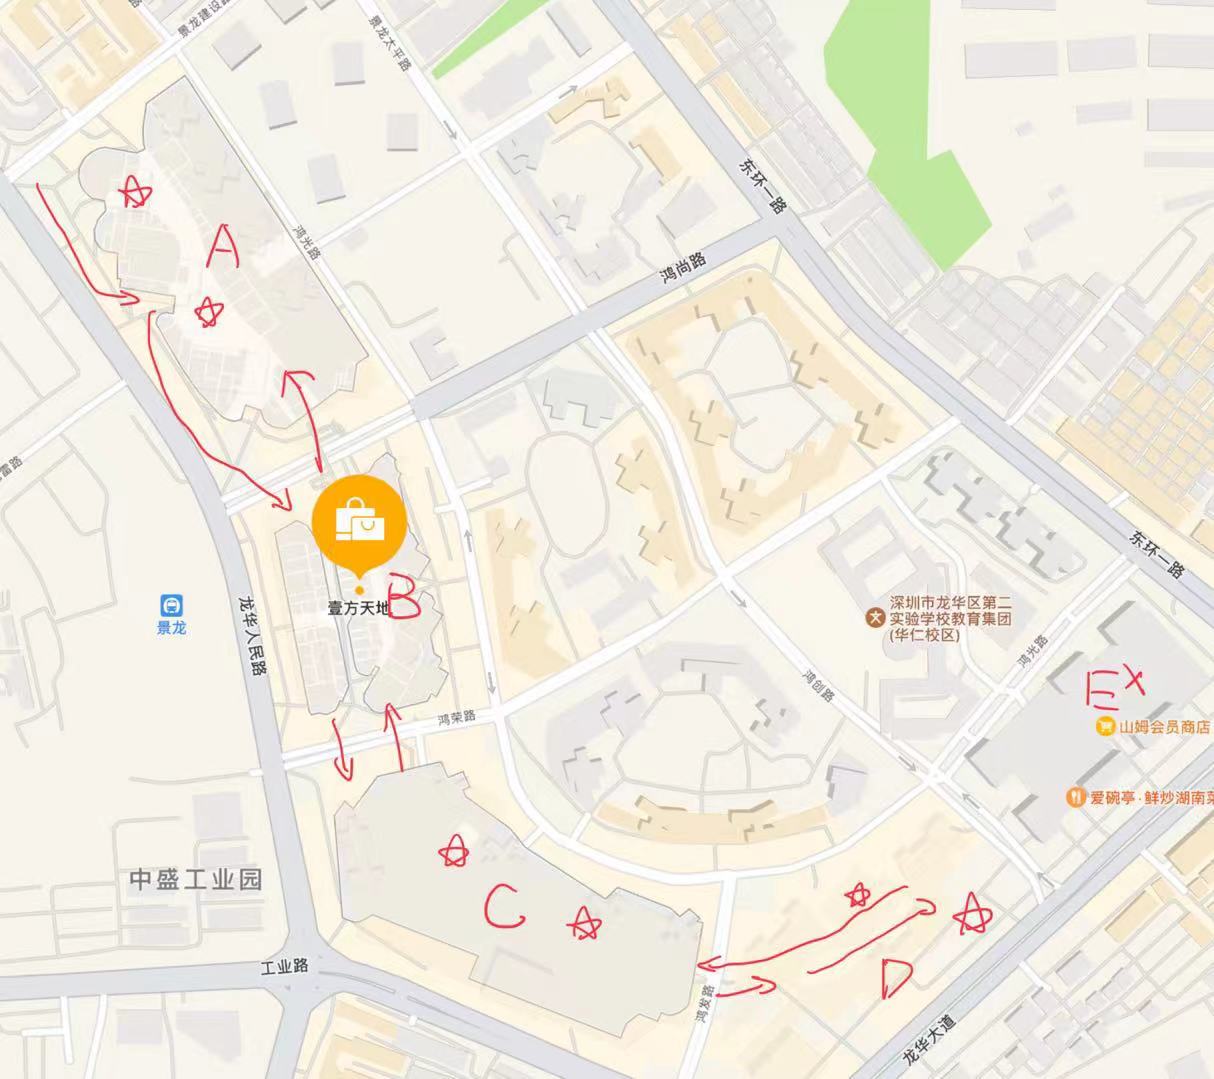 景龙建设路
景龙太平路
东环一路
A
鸿光路
鸿尚路
壹方天地
B
景龙
龙华人民路
深圳市龙华区第二
实验学校教育集团
(华仁校区)
东环一路
鸿光路
EX
山姆会员商店
鸿创路
鸿荣路
爱碗亭·鲜炒湖南菜
中盛工业园
C
工业路
D
鸿发路
龙华大道